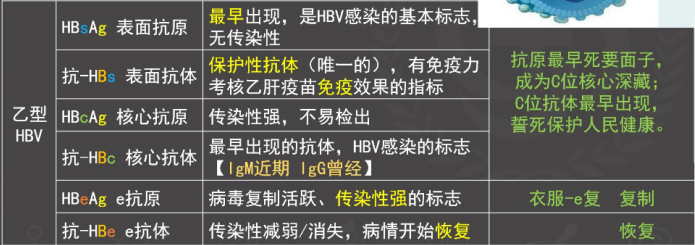 乙型
HBV
HBsAg 表面抗原
最早出现，是HBV感染的基本标志，
无传染性
抗-HBs 表面抗体
保护性抗体（唯一的），有免疫力
考核乙肝疫苗免疫效果的指标
HBcAg 核心抗原
传染性强，不易检出
抗-HBc 核心抗体
最早出现的抗体，HBV感染的标志
【IgM近期 IgG曾经】
抗原最早死要面子，
成为C位核心深藏；
C位抗体最早出现，
誓死保护人民健康。
HBeAg e抗原
病毒复制活跃、传染性强的标志
衣服-e复 复制
抗-HBe e抗体
传染性减弱/消失，病情开始恢复
恢复